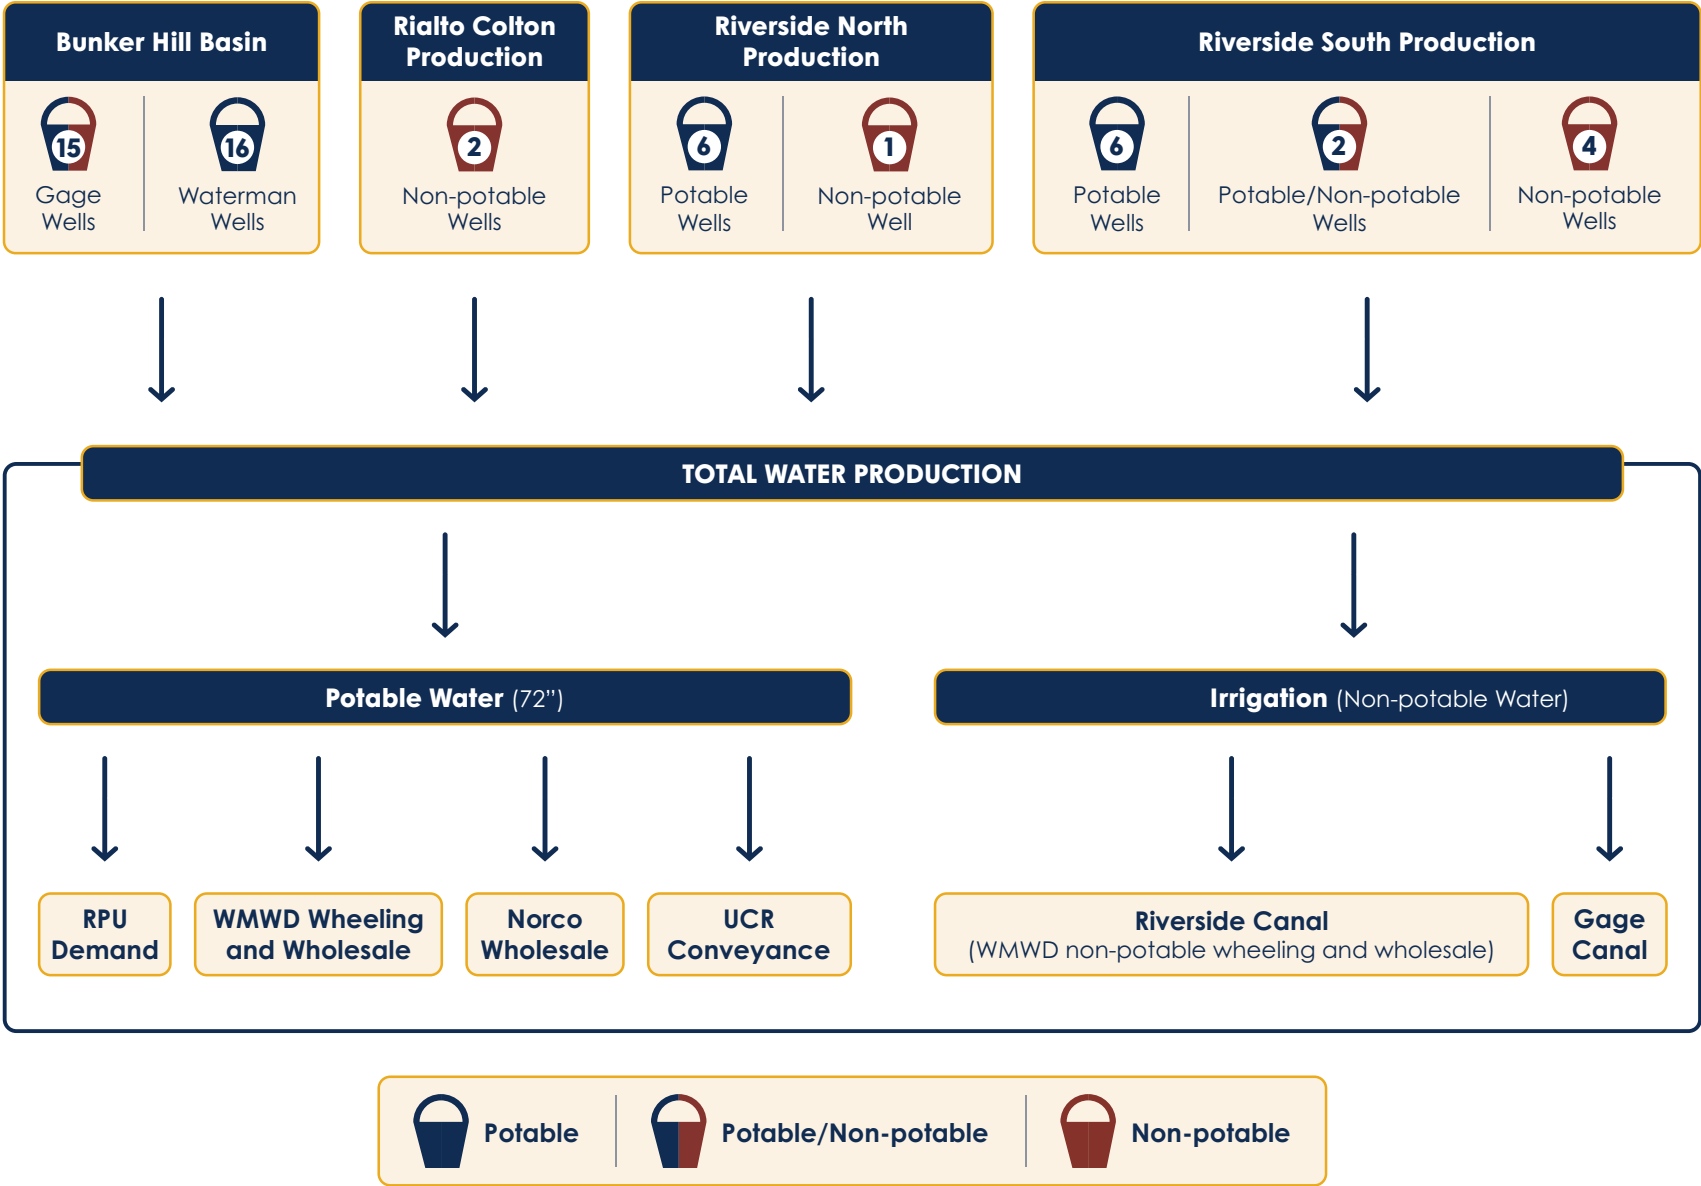 Bunker Hill Basin
15
Gage
Wells
16
Waterman
Wells
Rialto Colton
Production
2
Non-potable
Wells
Riverside North
Production
6
Potable
Wells
1
Non-potable
Well
Riverside South Production
6
Potable
Wells
2
Potable/Non-potable
Wells
4
Non-potable
Wells
TOTAL WATER PRODUCTION
Potable Water (72”)
Irrigation (Non-potable Water)
RPU
Demand
WMWD Wheeling
and Wholesale
Norco
Wholesale
UCR
Conveyance
Riverside Canal
(WMWD non-potable wheeling and wholesale)
Gage
Canal
Potable
Potable/Non-potable
Non-potable